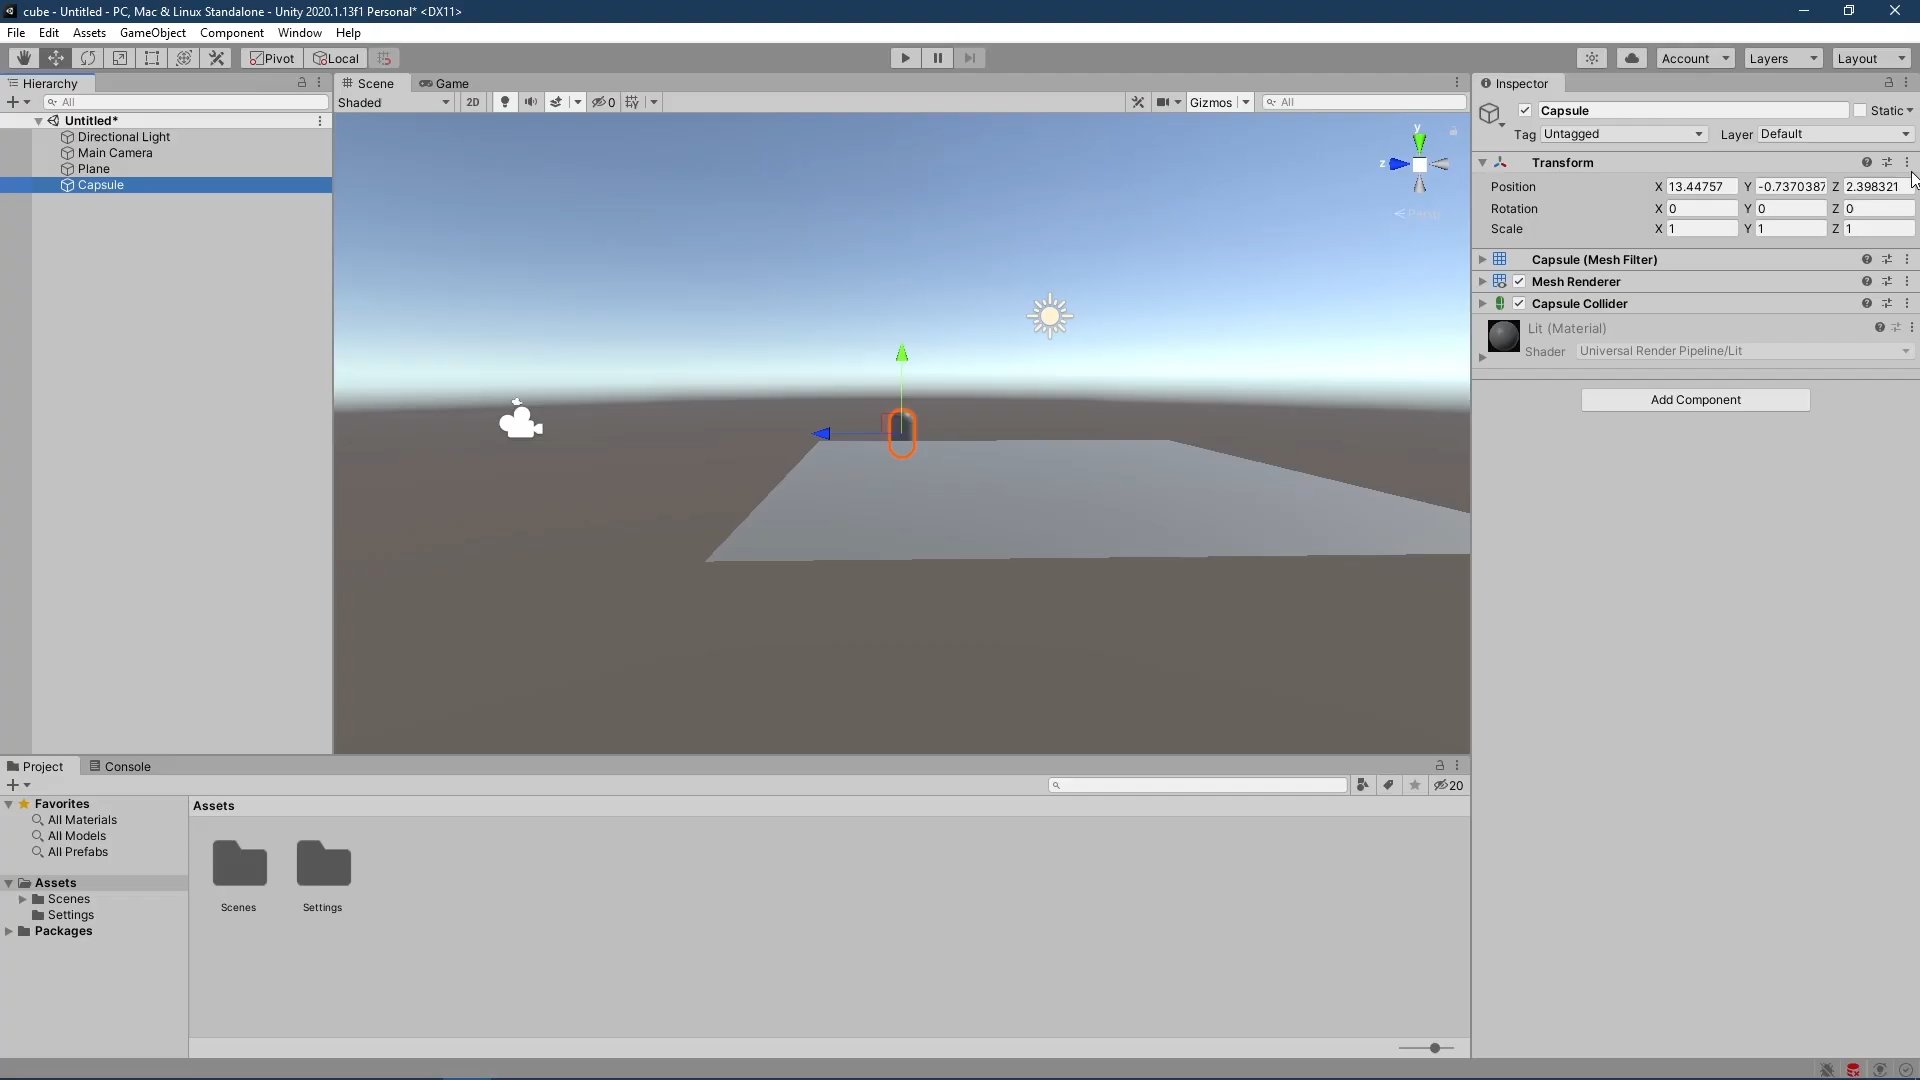 cube - Untitled - PC, Mac & Linux Standalone - Unity 2020.1.13f1 Personal* <DX11>
File Edit Assets GameObject Component Window Help
Pivot Local Account Layers Layout
Hierarchy
All
Untitled*
Directional Light
Main Camera
Plane
Capsule
Scene Game
Shaded 2D 0 Gizmos All
y
z
Persp
Inspector
Capsule Static
Tag Untagged Layer Default
Transform
Position X 13.44757 Y -0.7370387 Z 2.398321
Rotation X 0 Y 0 Z 0
Scale X 1 Y 1 Z 1
Capsule (Mesh Filter)
Mesh Renderer
Capsule Collider
Lit (Material)
Shader Universal Render Pipeline/Lit
Add Component
Project Console
20
Favorites
All Materials
All Models
All Prefabs
Assets
Scenes
Settings
Packages
Assets
Scenes Settings